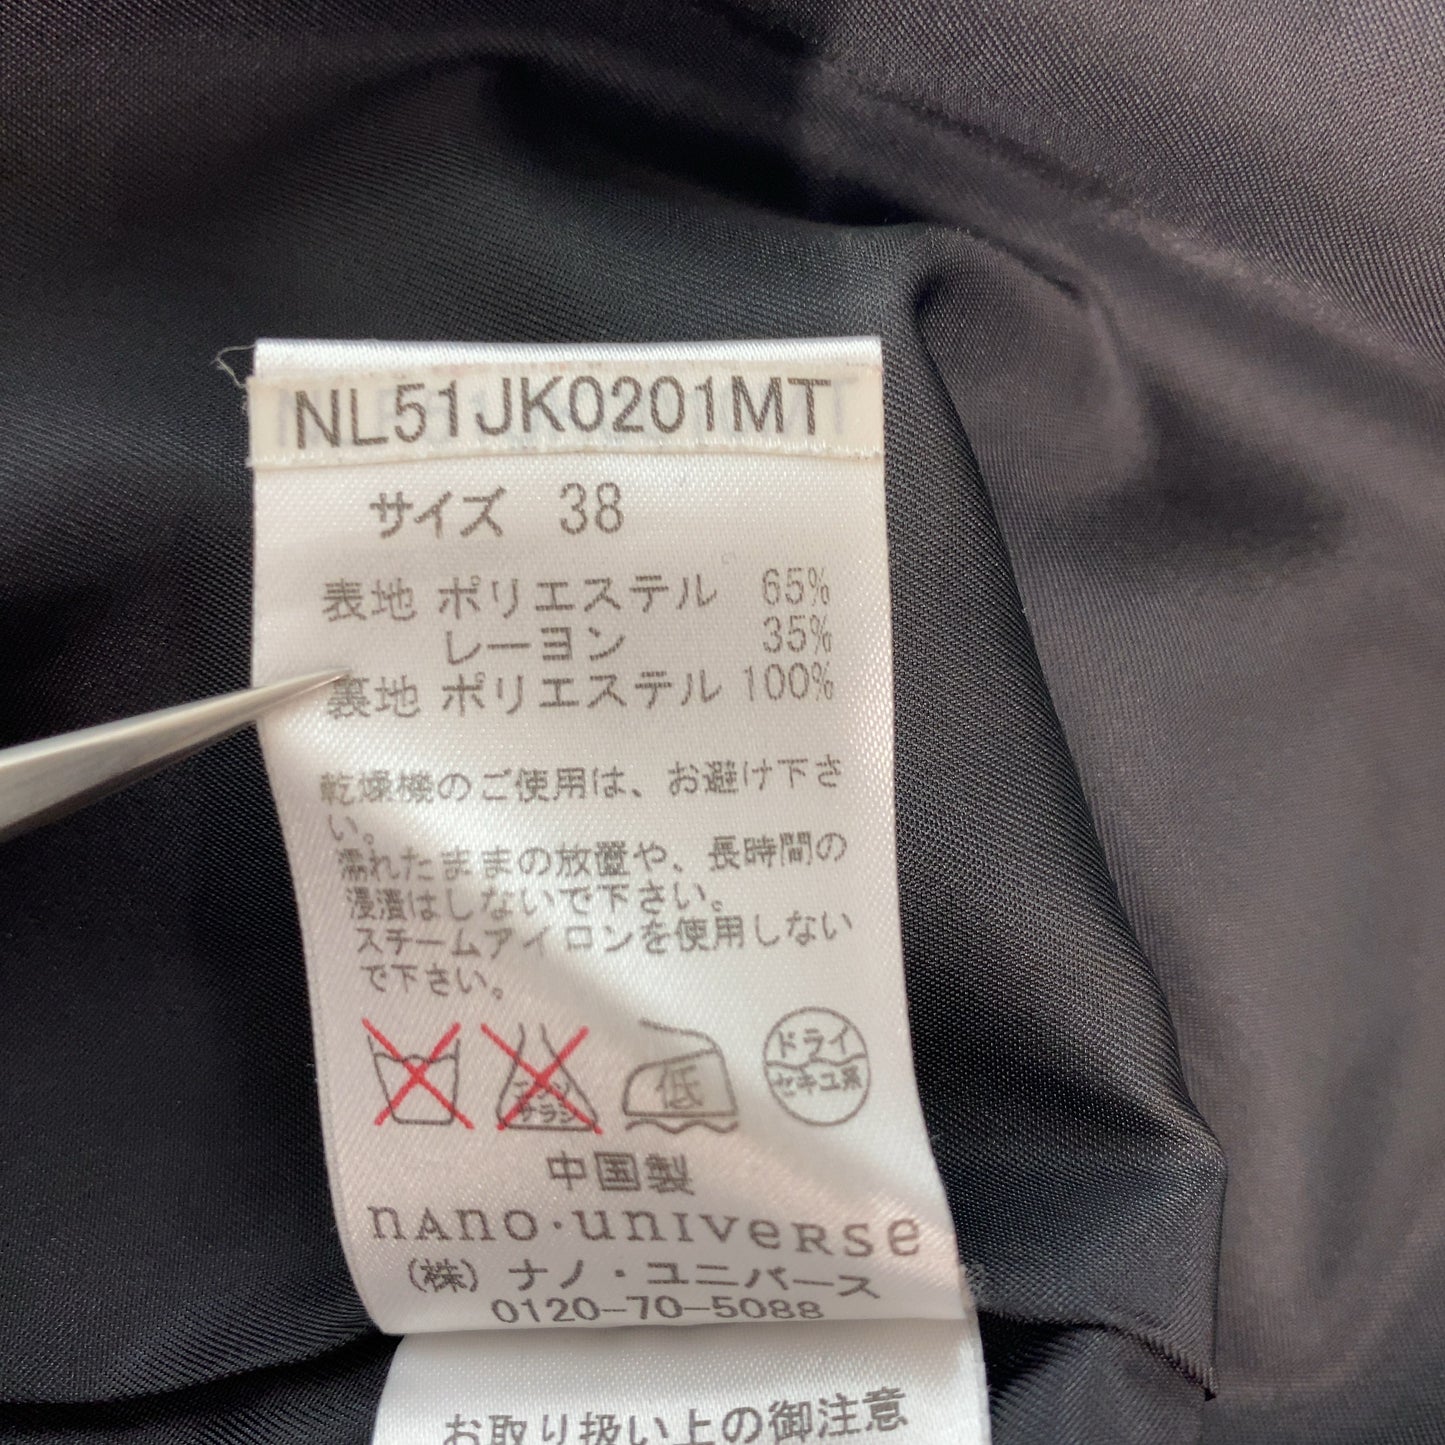 NL51JK0201MT
サイズ 38
表地 ポリエステル 65%
レーヨン 35%
裏地 ポリエステル 100%
乾燥機のご使用は、お避け下さ
い。
濡れたままの放置や、長時間の
浸漬はしないで下さい。
スチームアイロンを使用しない
で下さい。
エンソ
サラシ
低
ドライ
セキユ系
中国製
nano・universe
(株) ナノ・ユニバース
0120-70-5088
お取り扱い上の御注意